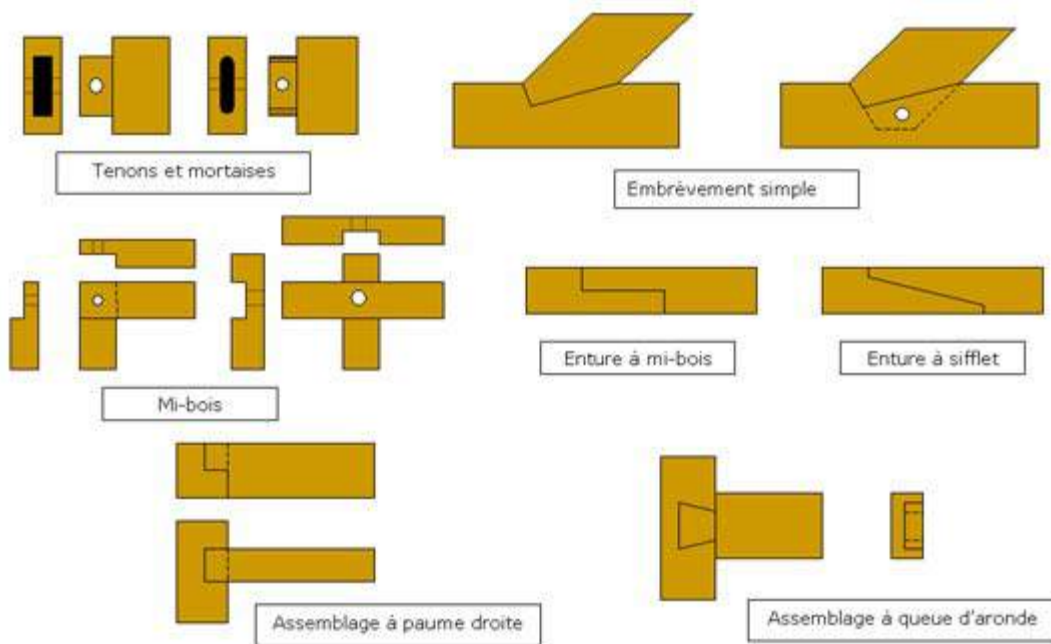 Tenons et mortaises
Embrèvement simple
Enture à mi-bois
Enture à sifflet
Mi-bois
Assemblage à paume droite
Assemblage à queue d'aronde